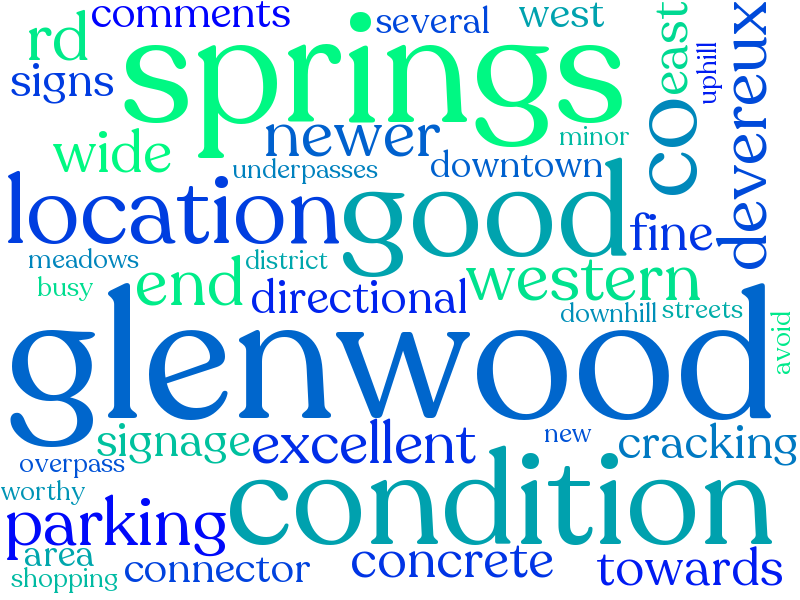 comments
several
west
rd
springs
east
uphill
devereux
signs
co
newer
minor
wide
underpasses
downtown
location
good
fine
meadows
district
end
western
busy
directional
downhill
streets
avoid
glenwood
signage
excellent
new
cracking
overpass
condition
worthy
parking
area
concrete
shopping
connector
towards